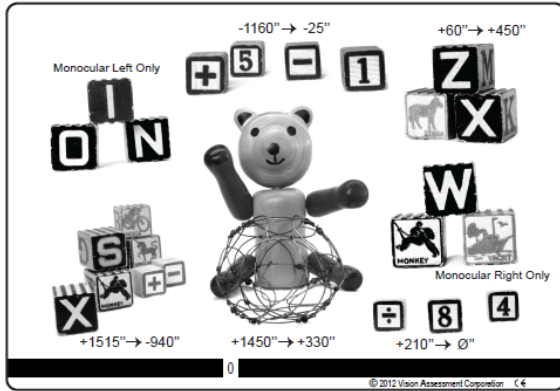 -1160”→ -25”
+60”→ +450”
Monocular Left Only
+ 5 − 1
I
O N
Z M
X K
W
S
MONKEY
+ −
X
MONKEY
Monocular Right Only
÷ 8 4
+1515”→ -940”
+1450”→ +330”
+210”→ Ø”
0
© 2012 Vision Assessment Corporation C€